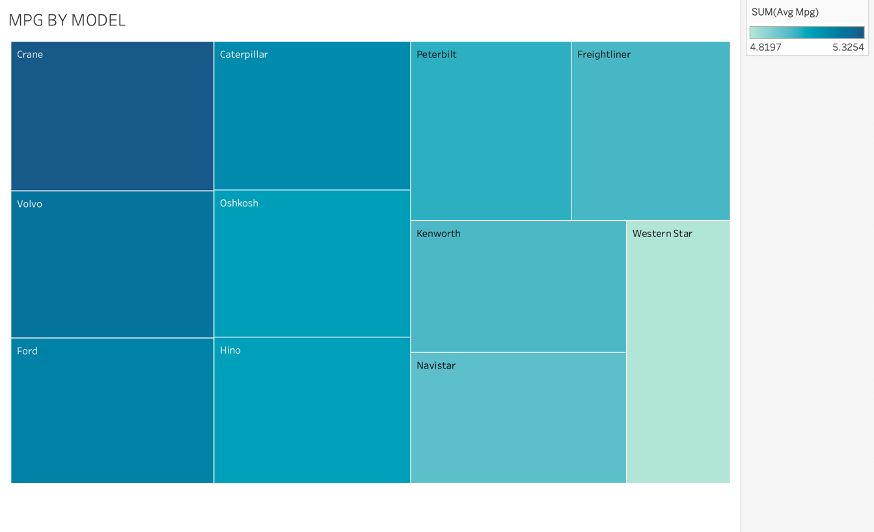 MPG BY MODEL
SUM(Avg Mpg)
4.8197 5.3254
Crane
Caterpillar
Peterbilt
Freightliner
Volvo
Oshkosh
Kenworth
Western Star
Ford
Hino
Navistar